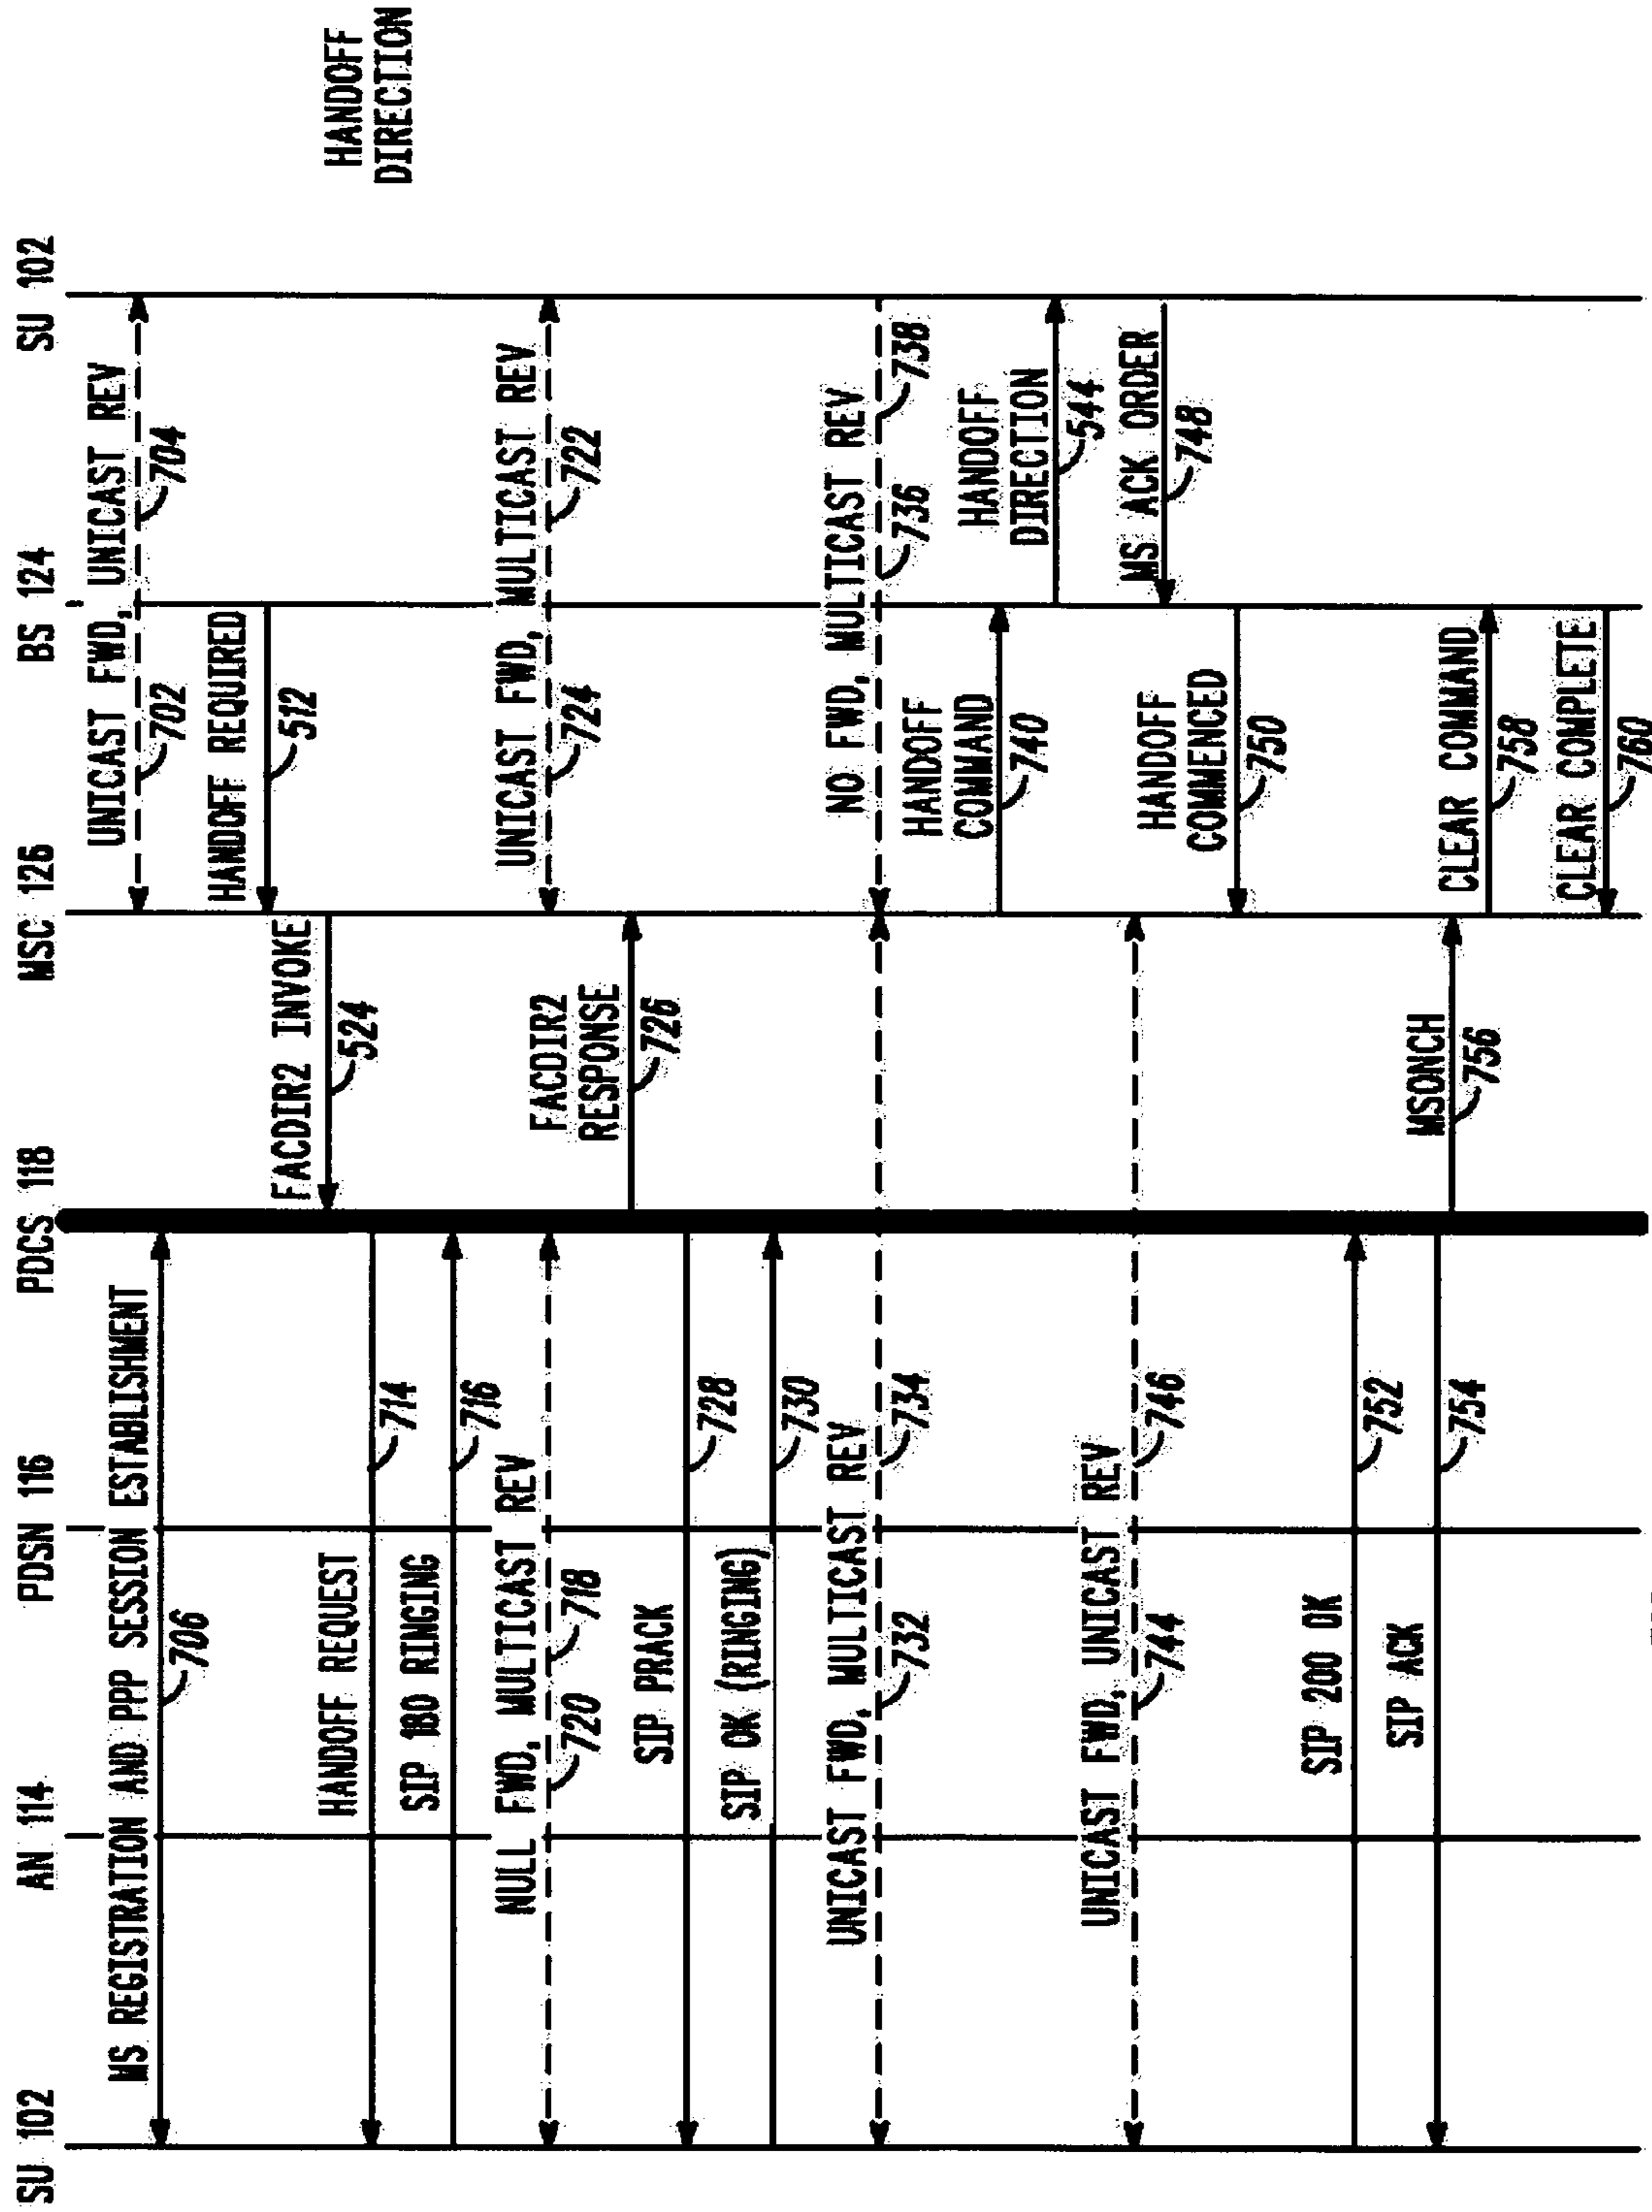 SU 102
AN 114
PDSN 116
PDCS 118
MSC 126
BS 124
SU 102
UNICAST FWD, UNICAST REV
702
704
MS REGISTRATION AND PPP SESSION ESTABLISHMENT
706
HANDOFF REQUIRED
512
FACDIR2 INVOKE
524
HANDOFF
DIRECTION
HANDOFF REQUEST
714
SIP 180 RINGING
716
NULL FWD, MULTICAST REV
720
718
UNICAST FWD, MULTICAST REV
724
722
FACDIR2
RESPONSE
726
SIP PRACK
728
SIP OK (RINGING)
730
UNICAST FWD, MULTICAST REV
732
734
NO FWD, MULTICAST REV
736
738
HANDOFF
COMMAND
740
HANDOFF
DIRECTION
544
UNICAST FWD, UNICAST REV
744
746
MS ACK ORDER
748
HANDOFF
COMMENCED
750
SIP 200 OK
752
SIP ACK
754
MSONCH
756
CLEAR COMMAND
758
CLEAR COMPLETE
760